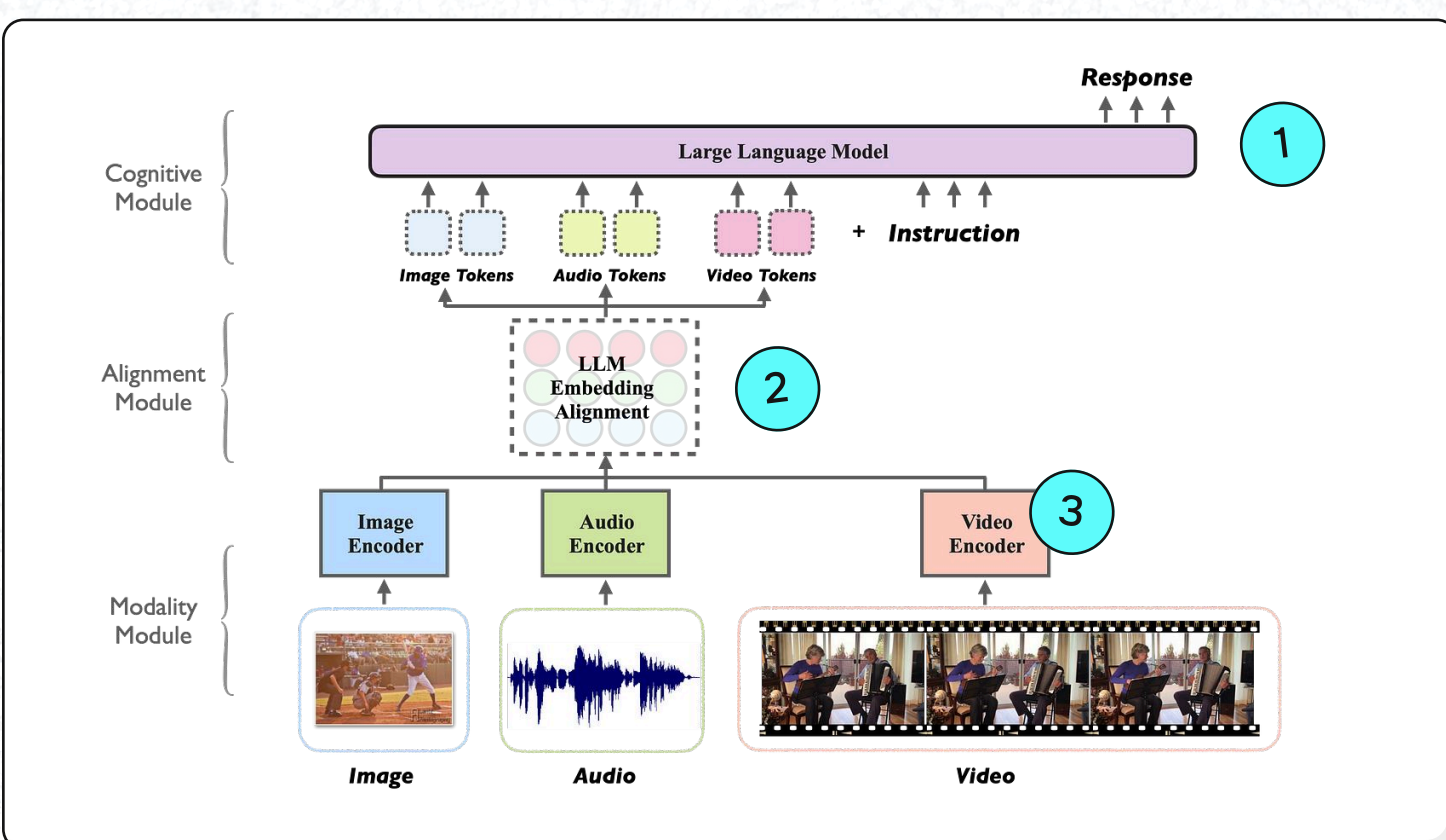 Response
1
Large Language Model
Cognitive
Module
+ Instruction
Image Tokens
Audio Tokens
Video Tokens
Alignment
Module
LLM
Embedding
Alignment
2
3
Image
Encoder
Audio
Encoder
Video
Encoder
Modality
Module
Image
Audio
Video